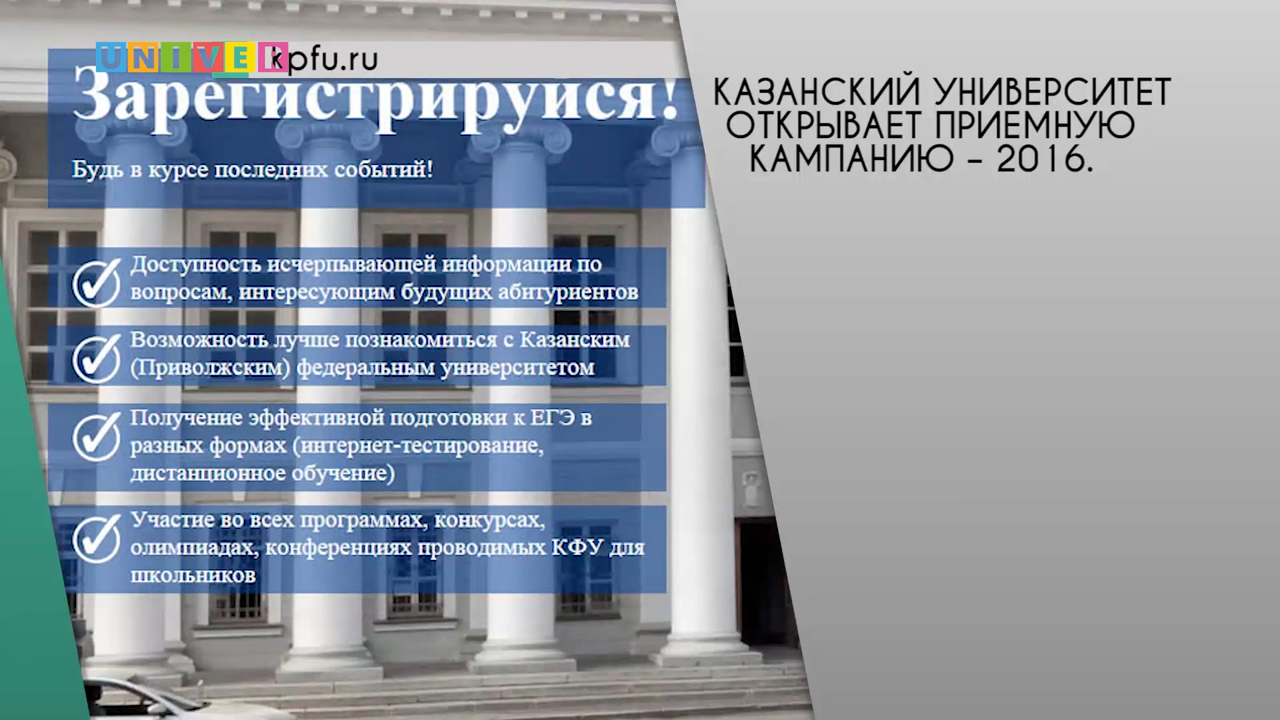 UNIVER kpfu.ru
Зарегистрируйся!
Будь в курсе последних событий!
Доступность исчерпывающей информации по
вопросам, интересующим будущих абитуриентов
Возможность лучше познакомиться с Казанским
(Приволжским) федеральным университетом
Получение эффективной подготовки к ЕГЭ в
разных формах (интернет-тестирование,
дистанционное обучение)
Участие во всех программах, конкурсах,
олимпиадах, конференциях проводимых КФУ для
школьников
КАЗАНСКИЙ УНИВЕРСИТЕТ
ОТКРЫВАЕТ ПРИЕМНУЮ
КАМПАНИЮ – 2016.